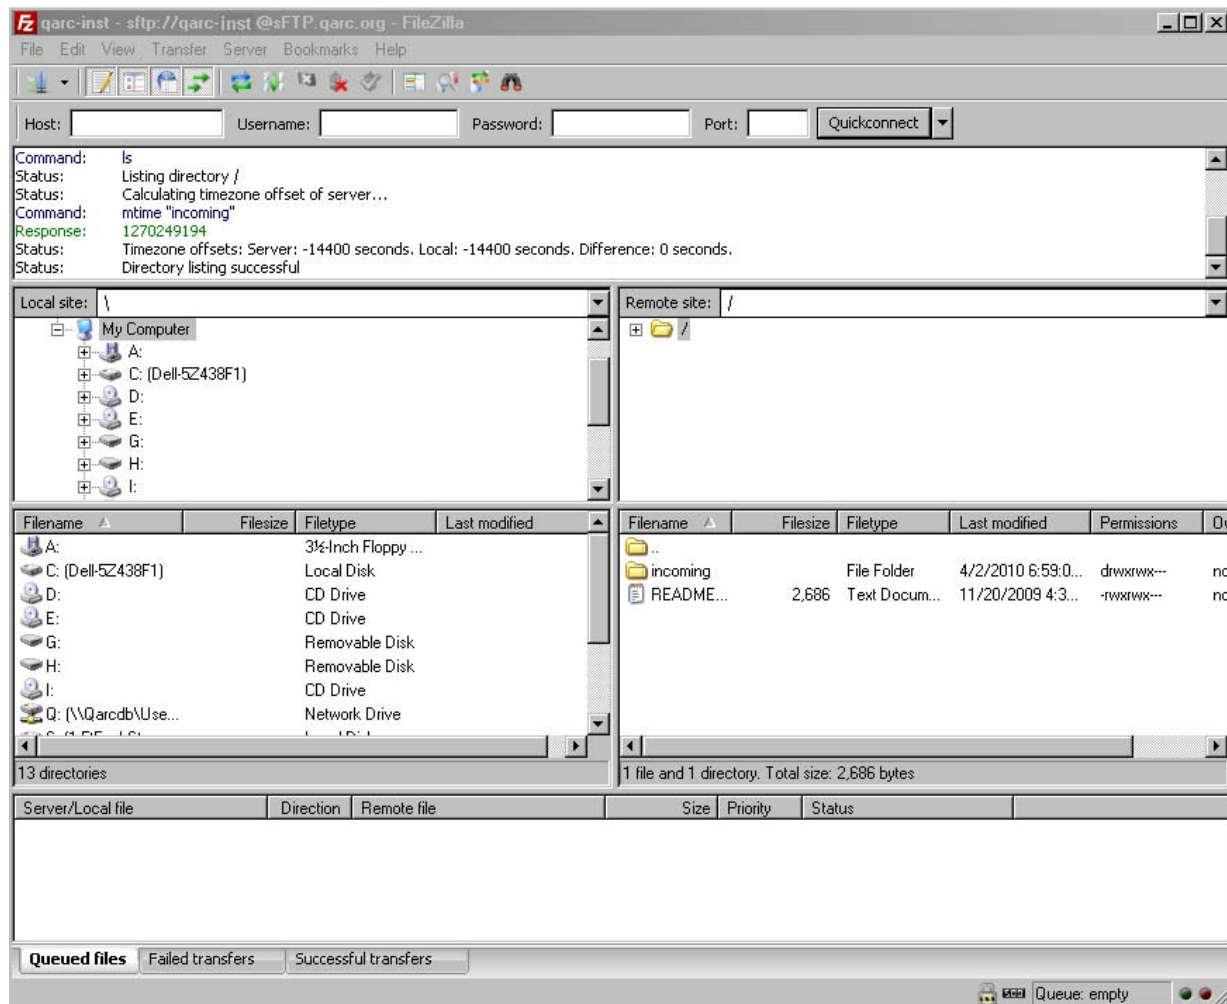 qarc-inst - sftp://qarc-inst @sFTP.qarc.org - FileZilla
File Edit View Transfer Server Bookmarks Help
Host: Username: Password: Port: Quickconnect
Command: ls
Status: Listing directory /
Status: Calculating timezone offset of server...
Command: mtime "incoming"
Response: 1270249194
Status: Timezone offsets: Server: -14400 seconds. Local: -14400 seconds. Difference: 0 seconds.
Status: Directory listing successful
Local site: \
My Computer
A:
C: (Dell-5Z438F1)
D:
E:
G:
H:
I:
Remote site: /
/
Filename Filesize Filetype Last modified
A: 3½-Inch Floppy ...
C: (Dell-5Z438F1) Local Disk
D: CD Drive
E: CD Drive
G: Removable Disk
H: Removable Disk
I: CD Drive
Q: (\\Qarcdb\Use... Network Drive
13 directories
Filename Filesize Filetype Last modified Permissions
..
incoming File Folder 4/2/2010 6:59:0... drwxrwx---
README... 2,686 Text Docum... 11/20/2009 4:3... -rwxrwx---
1 file and 1 directory. Total size: 2,686 bytes
Server/Local file Direction Remote file Size Priority Status
Queued files Failed transfers Successful transfers
Queue: empty